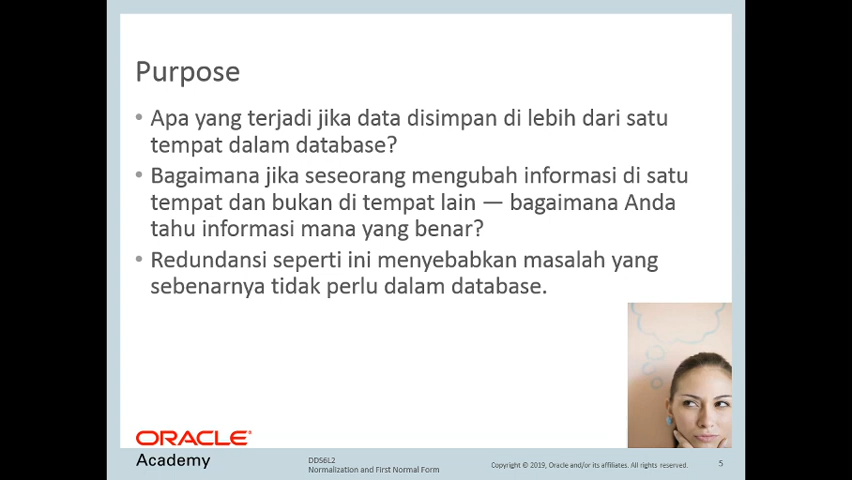 Purpose
• Apa yang terjadi jika data disimpan di lebih dari satu
tempat dalam database?
• Bagaimana jika seseorang mengubah informasi di satu
tempat dan bukan di tempat lain — bagaimana Anda
tahu informasi mana yang benar?
• Redundansi seperti ini menyebabkan masalah yang
sebenarnya tidak perlu dalam database.
ORACLE®
Academy
DDS6L2
Normalization and First Normal Form
Copyright © 2019, Oracle and/or its affiliates. All rights reserved.
5